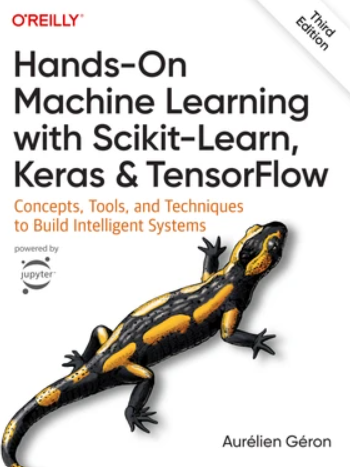 O'REILLY®
Third
Edition
Hands-On
Machine Learning
with Scikit-Learn,
Keras & TensorFlow
Concepts, Tools, and Techniques
to Build Intelligent Systems
powered by
jupyter
Aurélien Géron